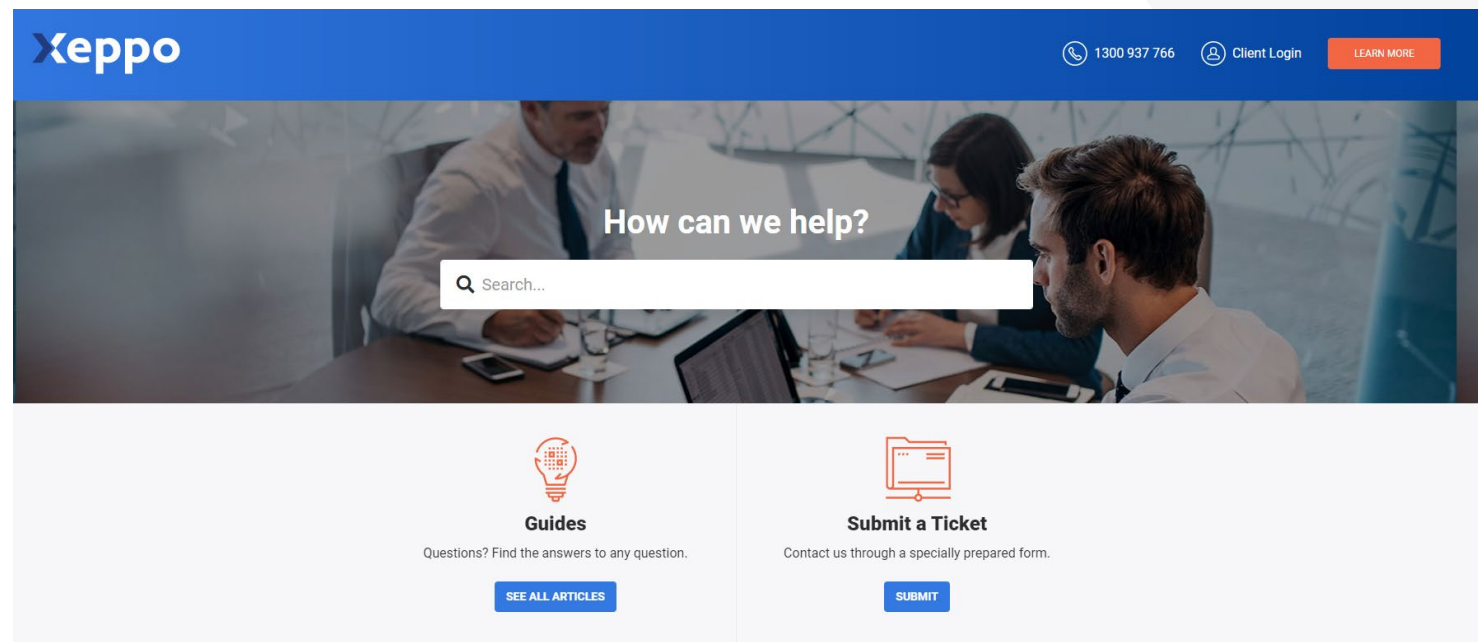 Xeppo
1300 937 766
Client Login
LEARN MORE
How can we help?
Search...
Guides
Questions? Find the answers to any question.
SEE ALL ARTICLES
Submit a Ticket
Contact us through a specially prepared form.
SUBMIT